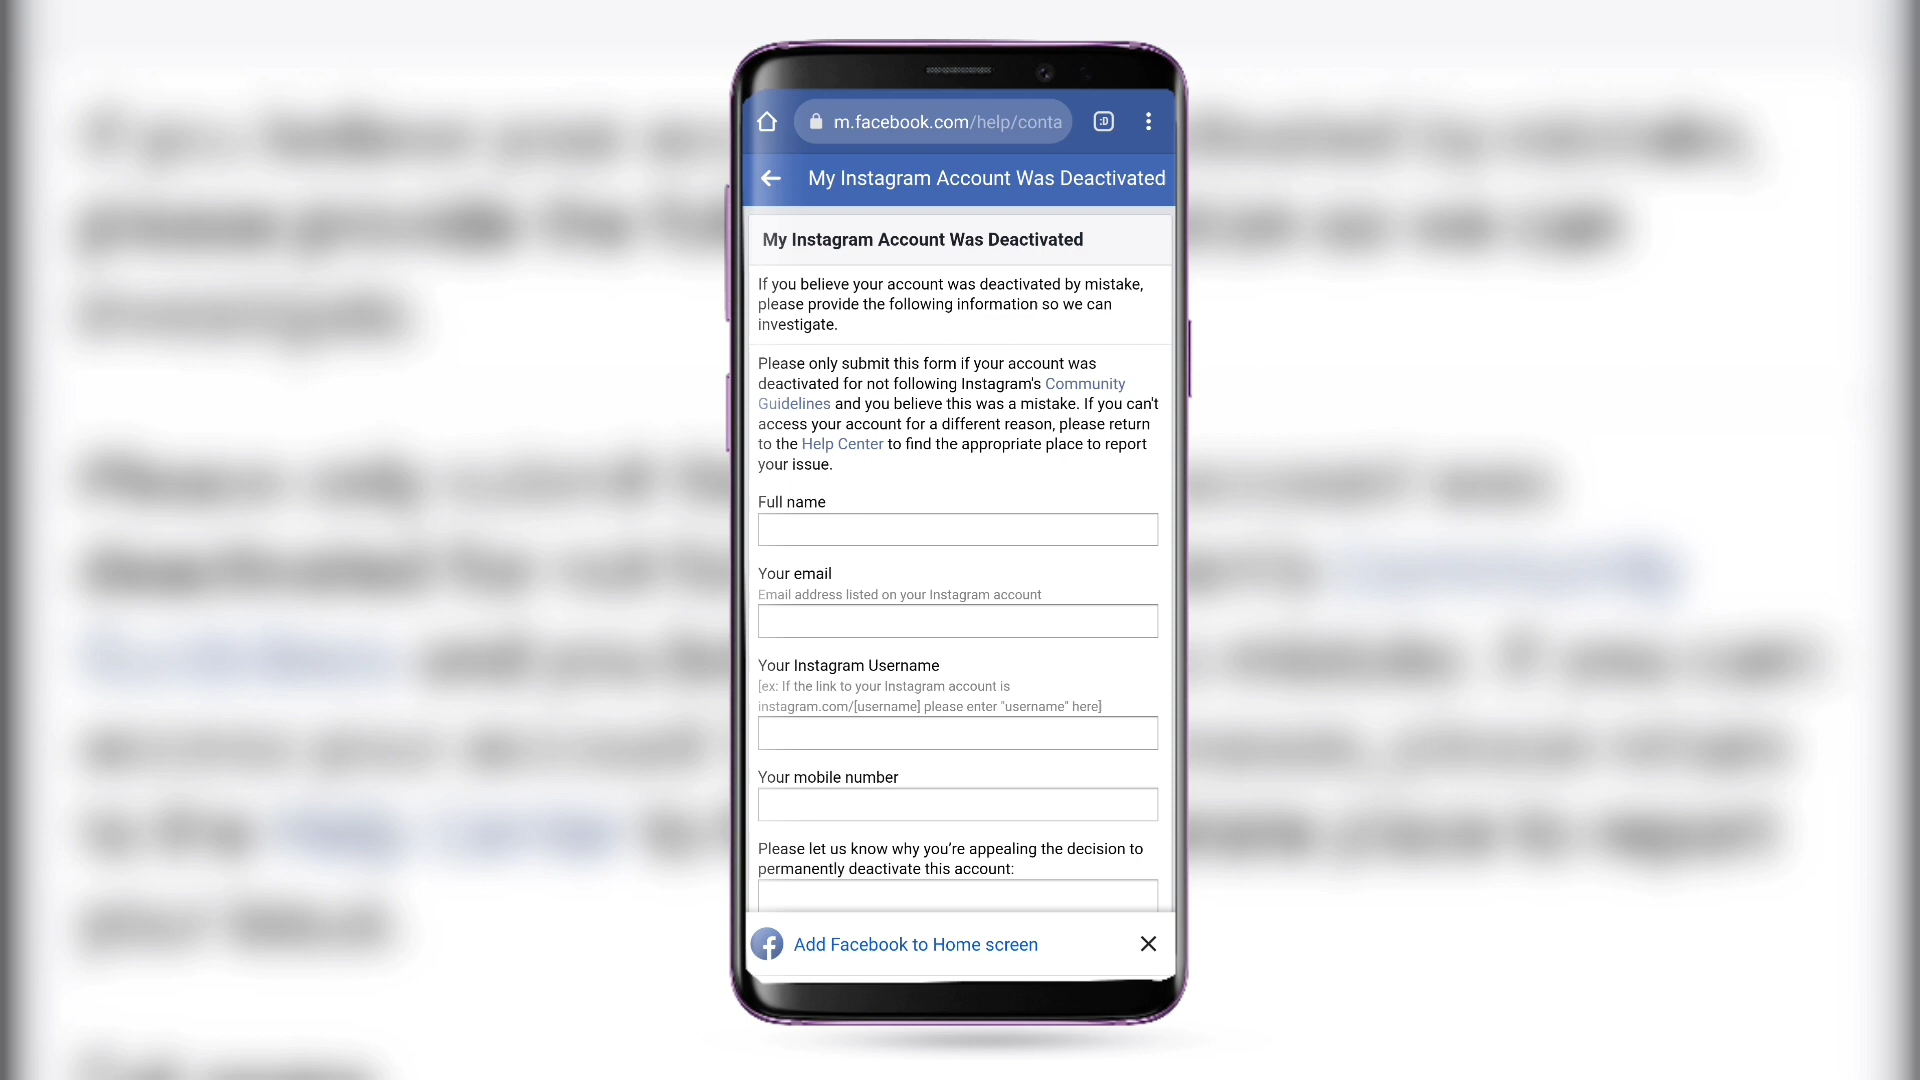 m.facebook.com/help/conta
:D
My Instagram Account Was Deactivated
My Instagram Account Was Deactivated
If you believe your account was deactivated by mistake,
please provide the following information so we can
investigate.
Please only submit this form if your account was
deactivated for not following Instagram's Community
Guidelines and you believe this was a mistake. If you can't
access your account for a different reason, please return
to the Help Center to find the appropriate place to report
your issue.
Full name
Your email
Email address listed on your Instagram account
Your Instagram Username
[ex: If the link to your Instagram account is
instagram.com/[username] please enter "username" here]
Your mobile number
Please let us know why you’re appealing the decision to
permanently deactivate this account:
Add Facebook to Home screen